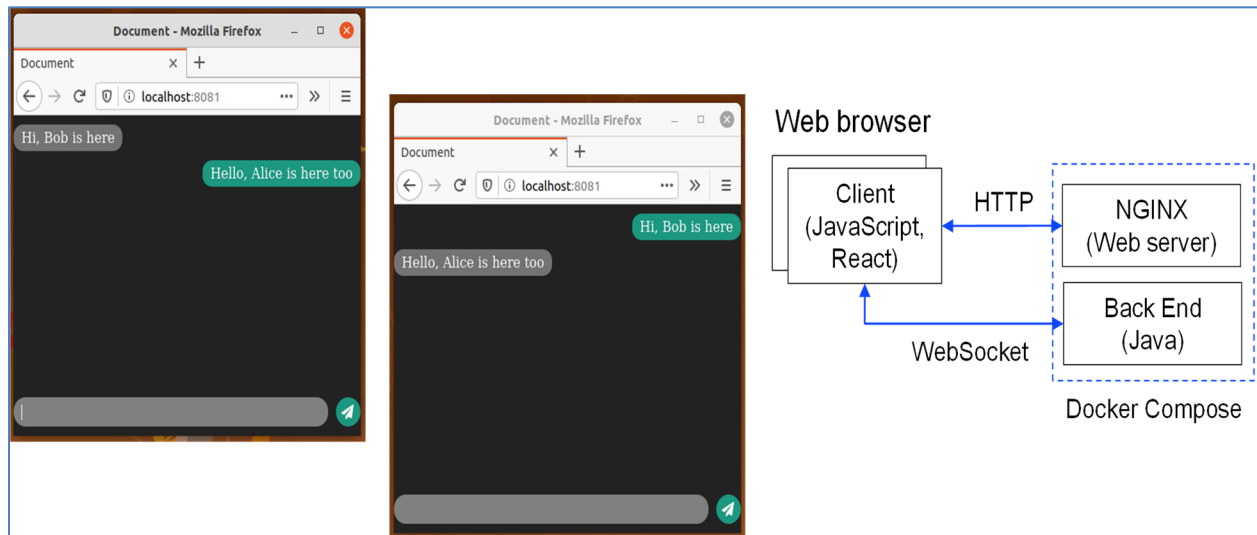 Document - Mozilla Firefox
Document
localhost:8081
Hi, Bob is here
Hello, Alice is here too
Document - Mozilla Firefox
Document
localhost:8081
Hi, Bob is here
Hello, Alice is here too
Web browser
Client
(JavaScript,
React)
HTTP
NGINX
(Web server)
WebSocket
Back End
(Java)
Docker Compose